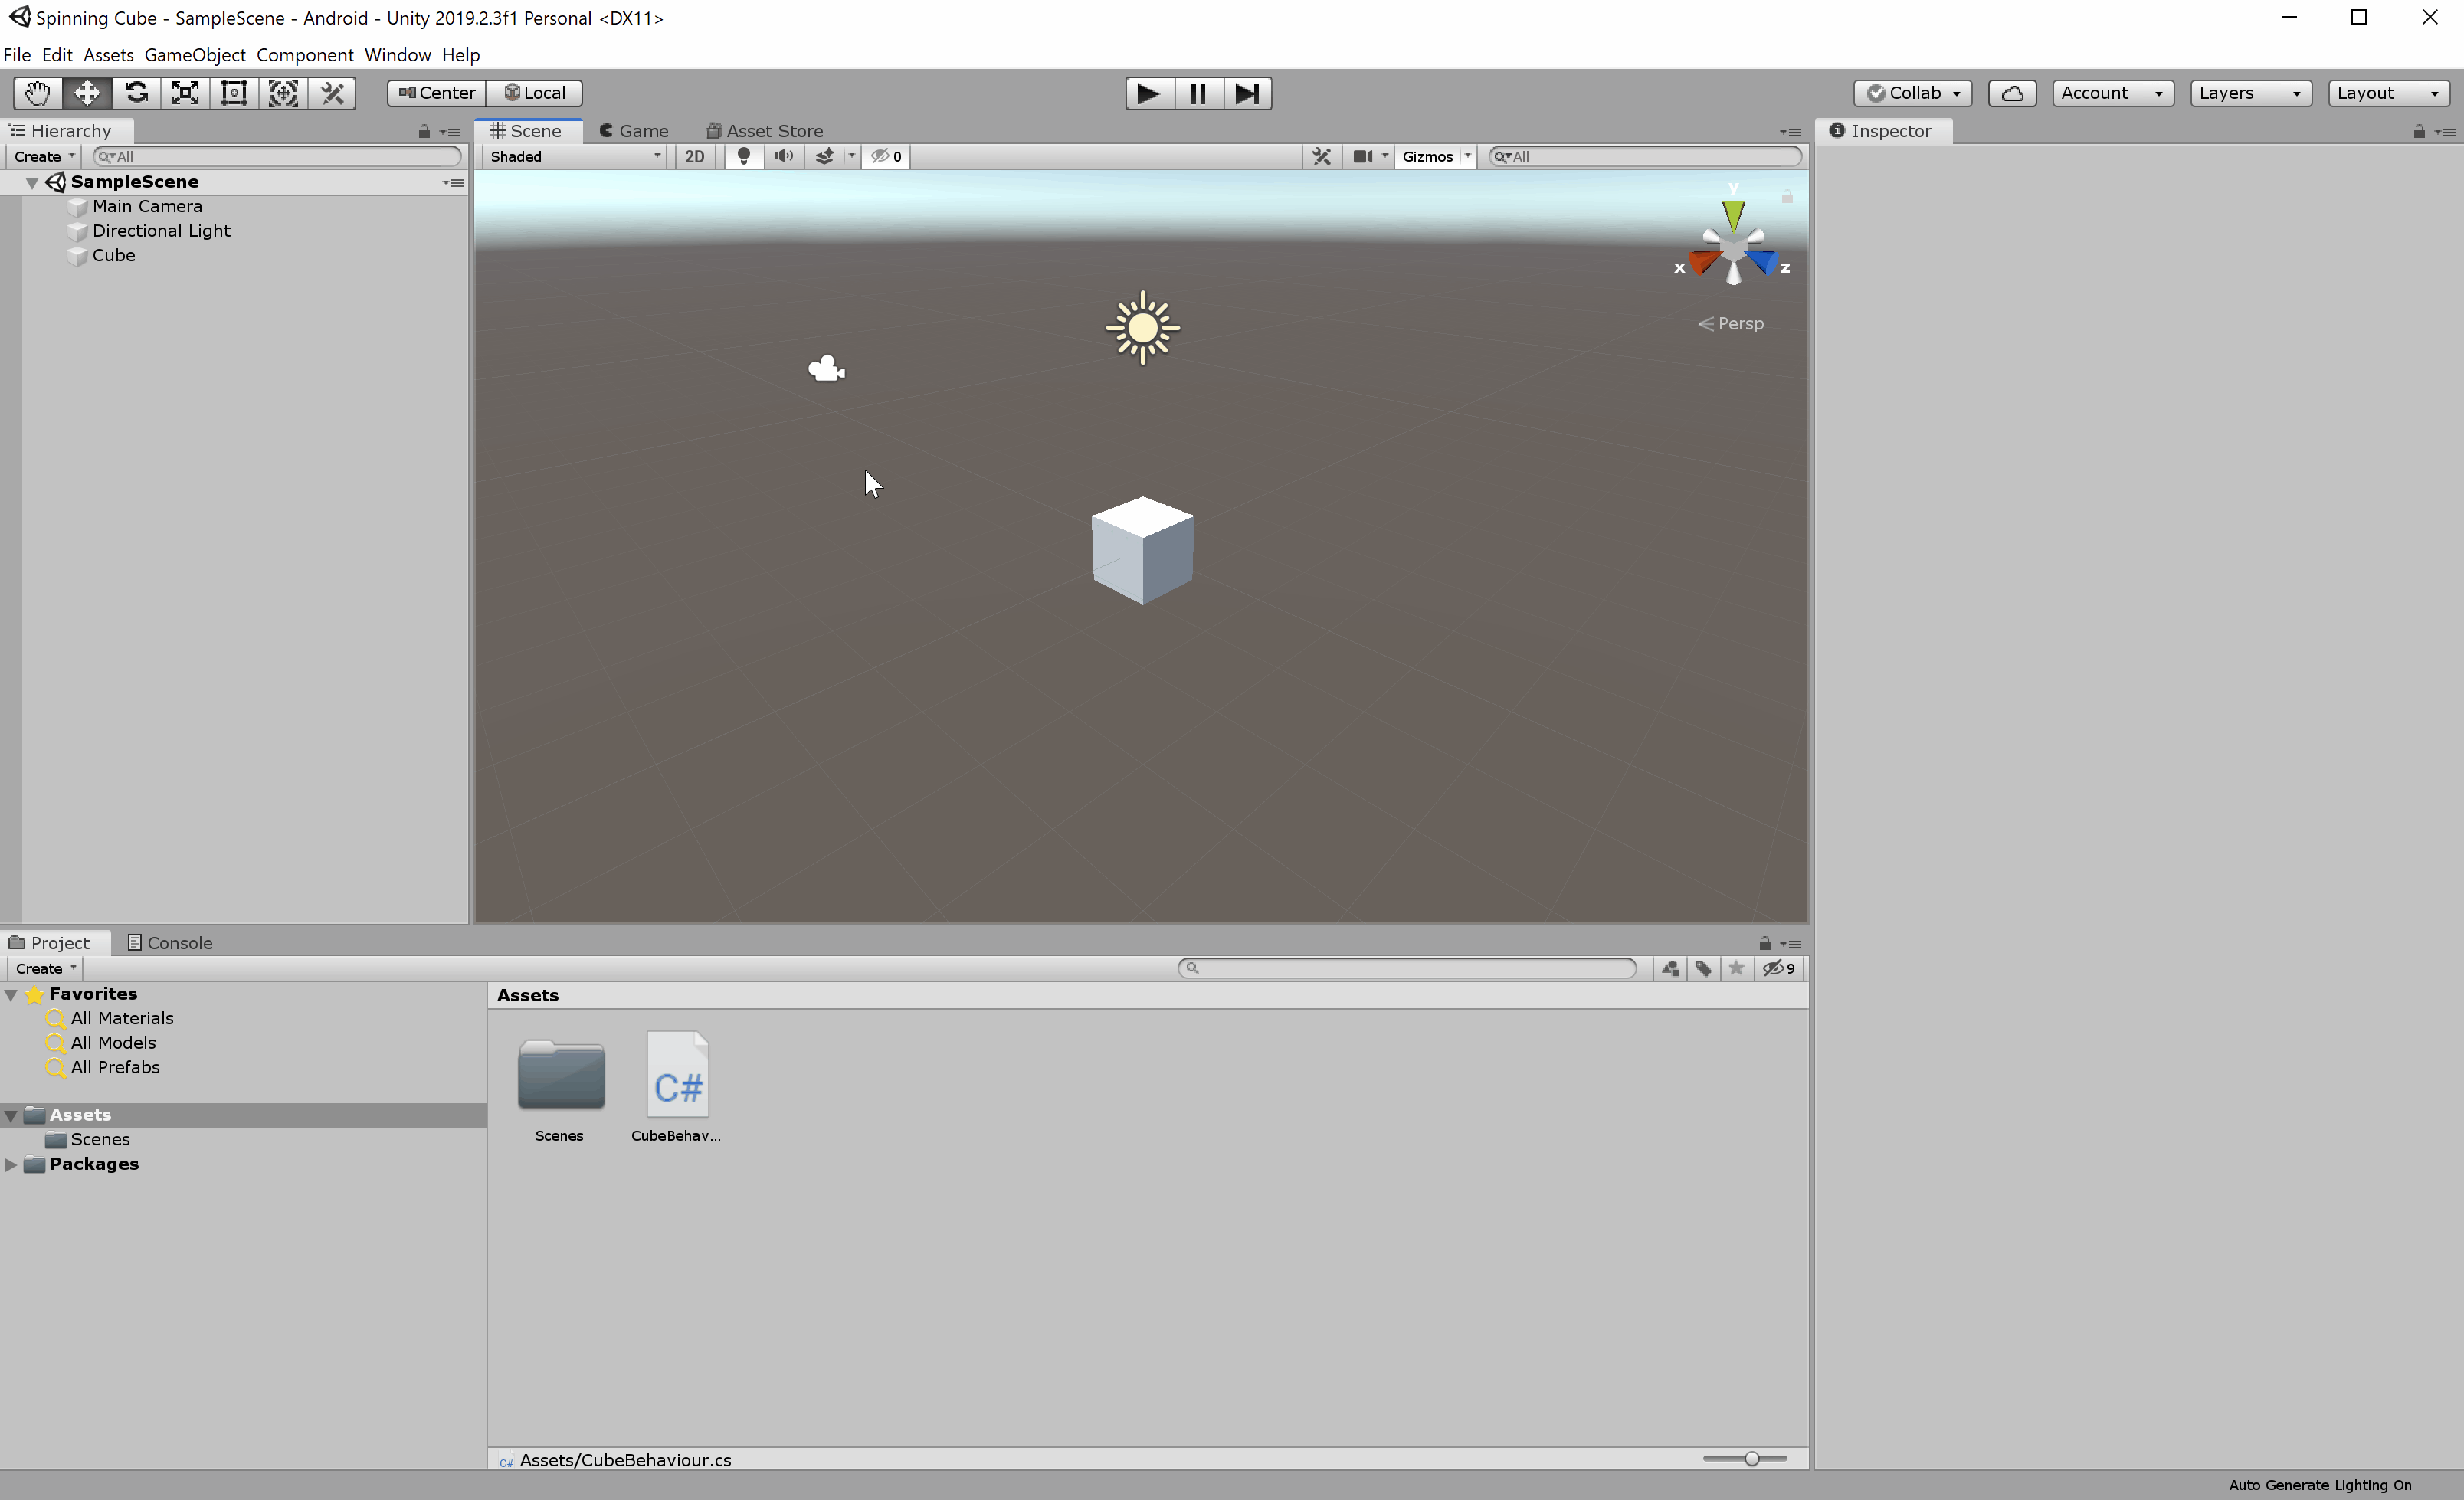 Spinning Cube - SampleScene - Android - Unity 2019.2.3f1 Personal <DX11>
File Edit Assets GameObject Component Window Help
Center Local Collab Account Layers Layout
Hierarchy
Create All
SampleScene
Main Camera
Directional Light
Cube
Scene Game Asset Store
Shaded 2D 0 Gizmos All
y
x z
Persp
Inspector
Project Console
Create 9
Favorites
All Materials
All Models
All Prefabs
Assets
Scenes
Packages
Assets
C#
Scenes CubeBehav...
C# Assets/CubeBehaviour.cs
Auto Generate Lighting On